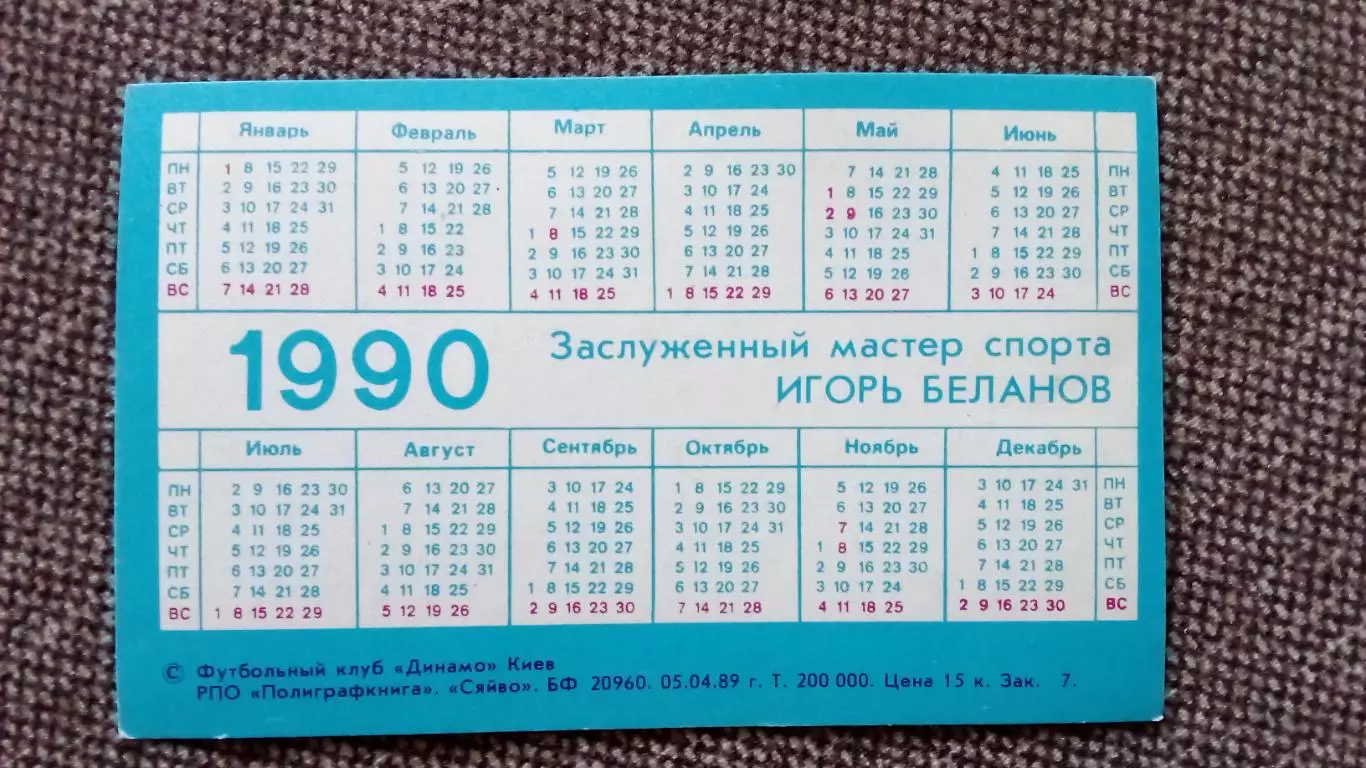 Январь Февраль Март Апрель Май Июнь
ПН 1 8 15 22 29 5 12 19 26 5 12 19 26 2 9 16 23 30 7 14 21 28 4 11 18 25 ПН
ВТ 2 9 16 23 30 6 13 20 27 6 13 20 27 3 10 17 24 1 8 15 22 29 5 12 19 26 ВТ
СР 3 10 17 24 31 7 14 21 28 7 14 21 28 4 11 18 25 2 9 16 23 30 6 13 20 27 СР
ЧТ 4 11 18 25 1 8 15 22 1 8 15 22 29 5 12 19 26 3 10 17 24 31 7 14 21 28 ЧТ
ПТ 5 12 19 26 2 9 16 23 2 9 16 23 30 6 13 20 27 4 11 18 25 1 8 15 22 29 ПТ
СБ 6 13 20 27 3 10 17 24 3 10 17 24 31 7 14 21 28 5 12 19 26 2 9 16 23 30 СБ
ВС 7 14 21 28 4 11 18 25 4 11 18 25 1 8 15 22 29 6 13 20 27 3 10 17 24 ВС
1990
Заслуженный мастер спорта
ИГОРЬ БЕЛАНОВ
Июль Август Сентябрь Октябрь Ноябрь Декабрь
ПН 2 9 16 23 30 6 13 20 27 3 10 17 24 1 8 15 22 29 5 12 19 26 3 10 17 24 31 ПН
ВТ 3 10 17 24 31 7 14 21 28 4 11 18 25 2 9 16 23 30 6 13 20 27 4 11 18 25 ВТ
СР 4 11 18 25 1 8 15 22 29 5 12 19 26 3 10 17 24 31 7 14 21 28 5 12 19 26 СР
ЧТ 5 12 19 26 2 9 16 23 30 6 13 20 27 4 11 18 25 1 8 15 22 29 6 13 20 27 ЧТ
ПТ 6 13 20 27 3 10 17 24 31 7 14 21 28 5 12 19 26 2 9 16 23 30 7 14 21 28 ПТ
СБ 7 14 21 28 4 11 18 25 1 8 15 22 29 6 13 20 27 3 10 17 24 1 8 15 22 29 СБ
ВС 1 8 15 22 29 5 12 19 26 2 9 16 23 30 7 14 21 28 4 11 18 25 2 9 16 23 30 ВС
© Футбольный клуб «Динамо» Киев
РПО «Полиграфкнига». «Сяйво». БФ 20960. 05.04.89 г. Т. 200 000. Цена 15 к. Зак. 7.